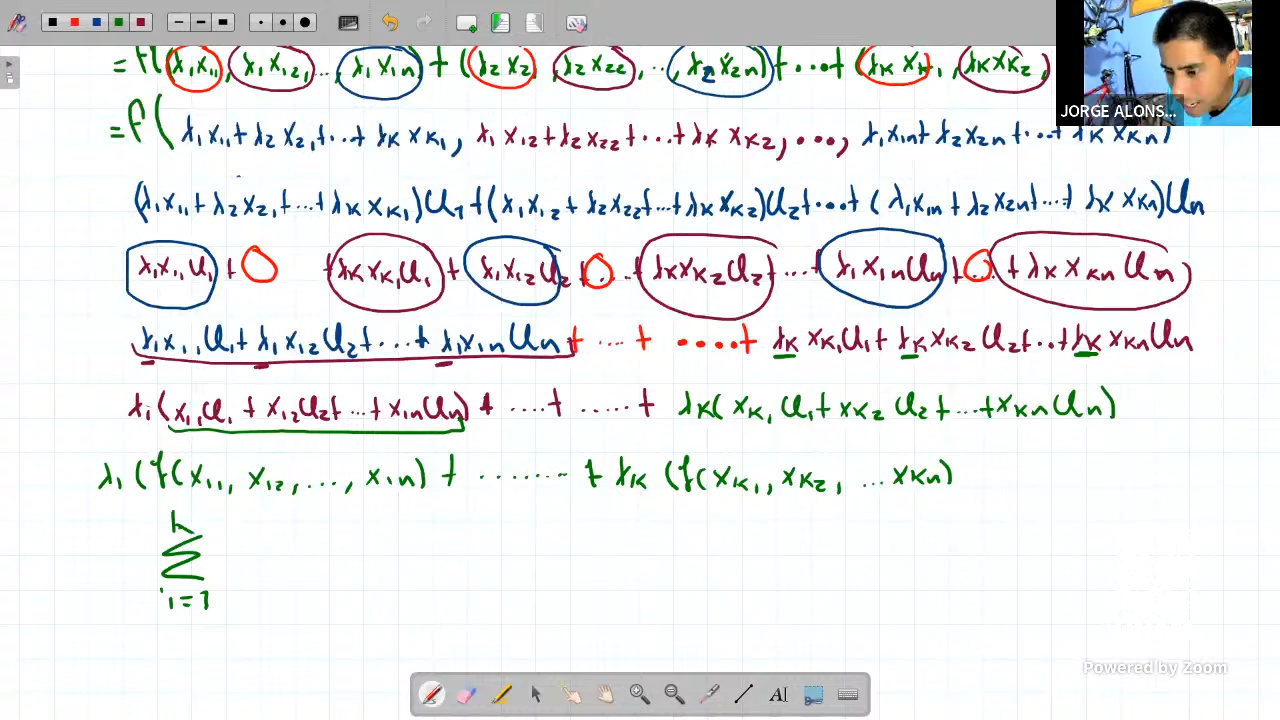 = f( (λ₁x₁₁, λ₁x₁₂, ..., λ₁x₁n) + (λ₂x₂₁, λ₂x₂₂, ..., λ₂x₂n) + ... + (λₖxₖ₁, λₖxₖ₂,
JORGE ALONS...
= f( λ₁x₁₁+λ₂x₂₁+...+λₖxₖ₁, λ₁x₁₂+λ₂x₂₂+...+λₖxₖ₂, ..., λ₁x₁n+λ₂x₂n+...+λₖxₖn)
(λ₁x₁₁+λ₂x₂₁+...+λₖxₖ₁)U₁+(λ₁x₁₂+λ₂x₂₂+...+λₖxₖ₂)U₂+...+(λ₁x₁n+λ₂x₂n+...+λₖxₖn)Un
λ₁x₁₁U₁ + +λₖxₖ₁U₁ + λ₁x₁₂U₂ + ... + λₖxₖ₂U₂ + ... + λ₁x₁nUn + ... + λₖxₖnUn
λ₁x₁₁U₁+λ₁x₁₂U₂+...+λ₁x₁nUn + .... + ....+ λₖxₖ₁U₁+λₖxₖ₂U₂+...+λₖxₖnUn
λ₁(x₁₁U₁+x₁₂U₂+...+x₁nUn) + .... + ..... + λₖ(xₖ₁U₁+xₖ₂U₂+...+xₖnUn)
λ₁(f(x₁₁, x₁₂, ..., x₁n) + ........ + λₖ(f(xₖ₁, xₖ₂, ... xₖn)
k
Σ
i=1
Powered by Zoom
AI